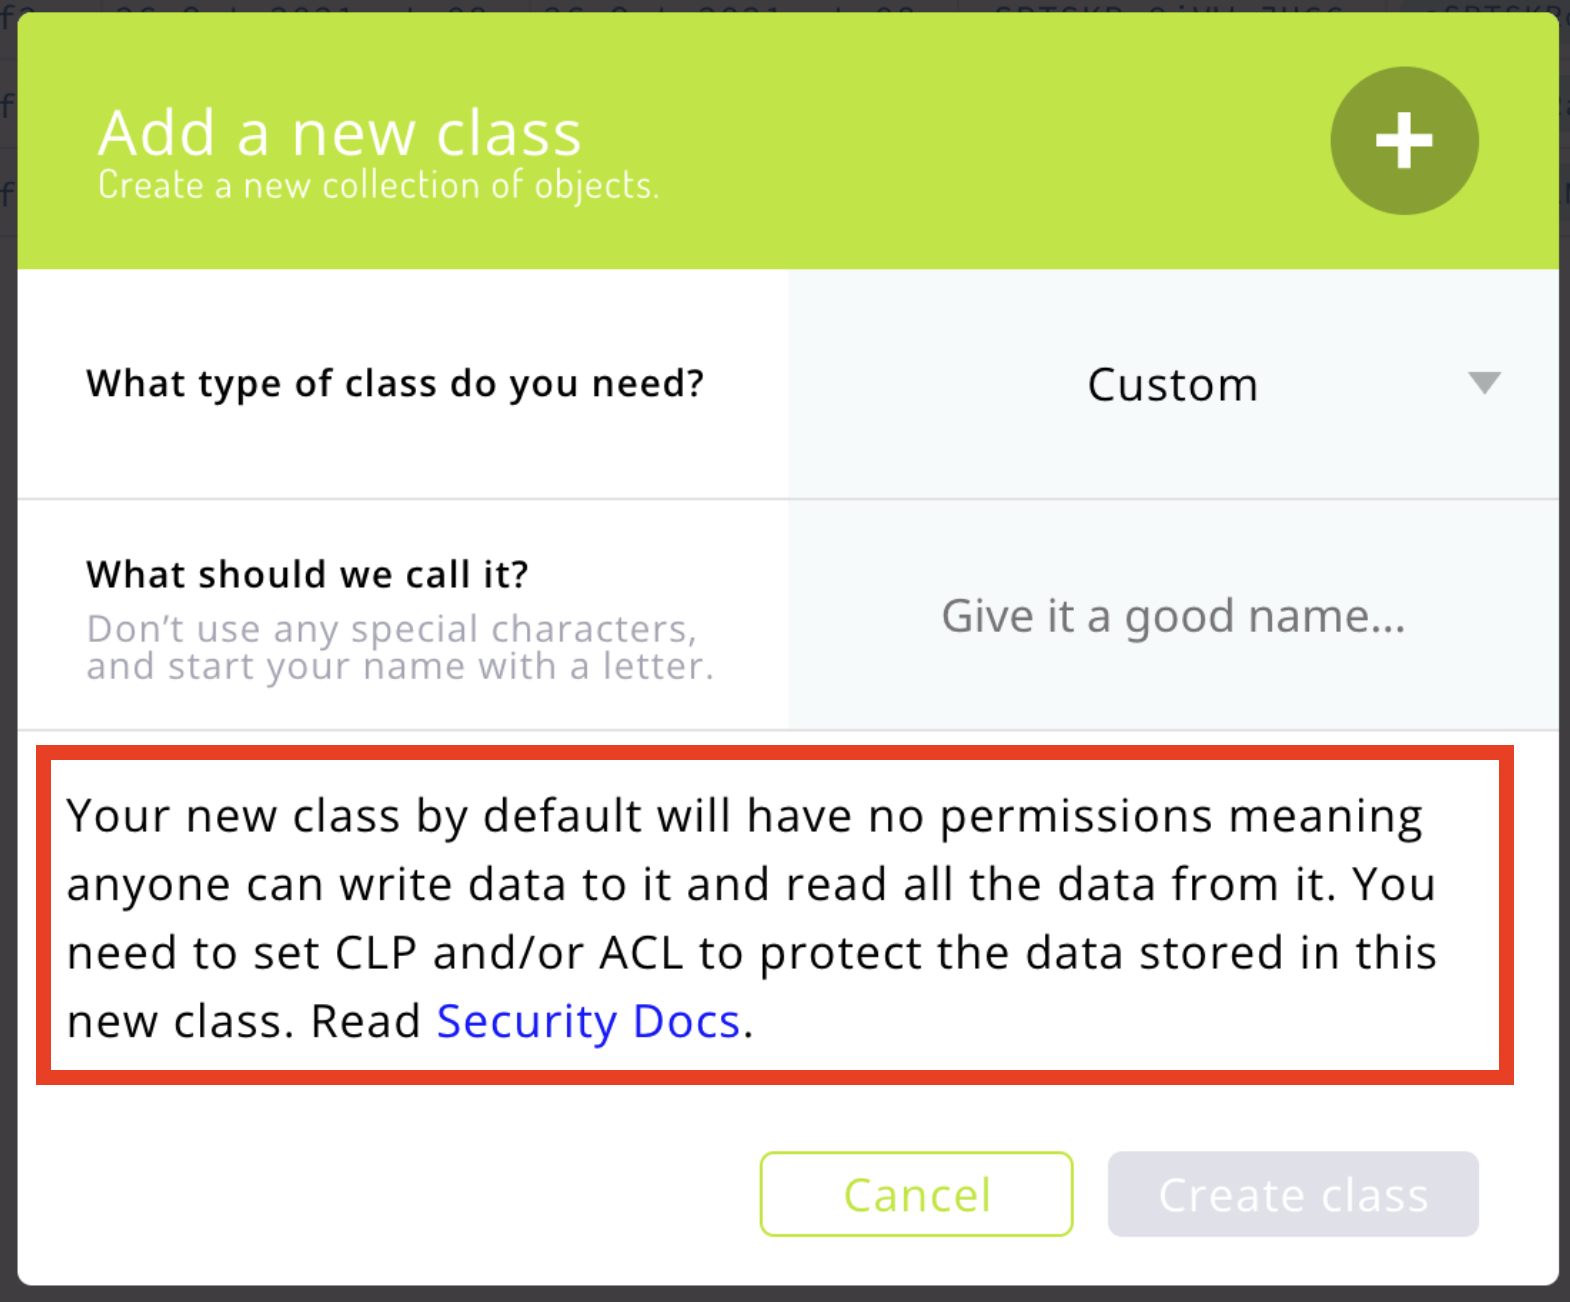 Add a new class
Create a new collection of objects.
What type of class do you need?
Custom
What should we call it?
Don’t use any special characters,
and start your name with a letter.
Give it a good name...
Your new class by default will have no permissions meaning
anyone can write data to it and read all the data from it. You
need to set CLP and/or ACL to protect the data stored in this
new class. Read Security Docs.
Cancel
Create class